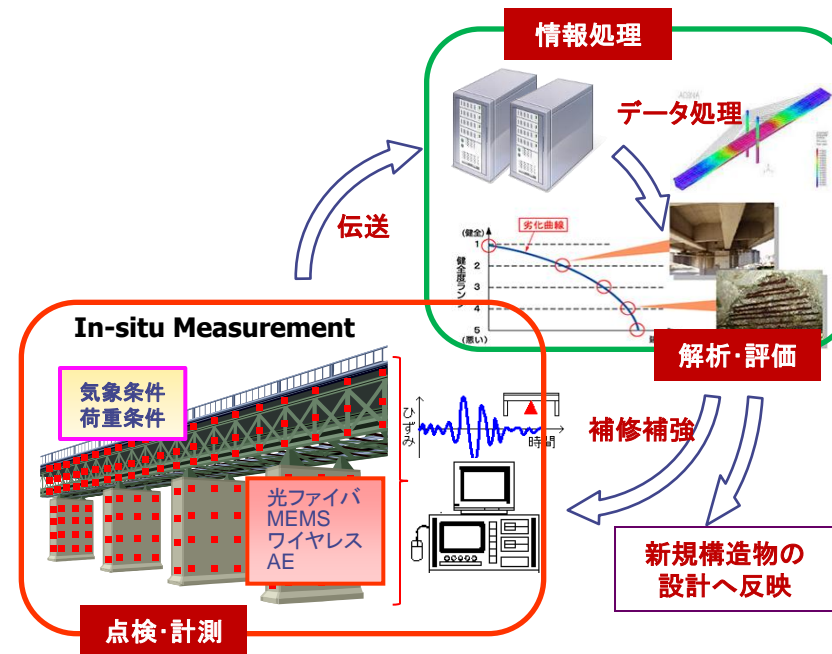 情報処理
データ処理
伝送
(健全)
劣化曲線
1
2
3
4
5
(悪い)
健全度ランク
解析・評価
In-situ Measurement
気象条件
荷重条件
ひずみ
時間
光ファイバ
MEMS
ワイヤレス
AE
補修補強
新規構造物の
設計へ反映
点検・計測